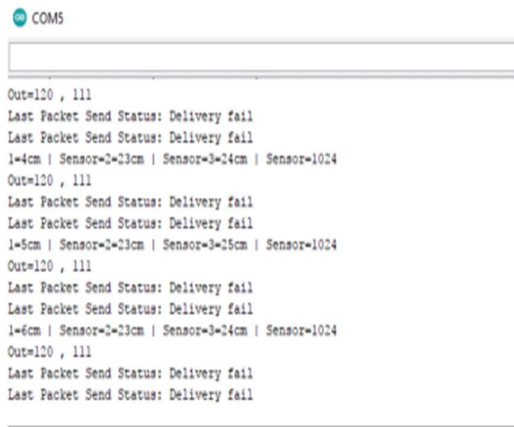 COM5
Out=120 , 111
Last Packet Send Status: Delivery fail
Last Packet Send Status: Delivery fail
1=4cm | Sensor=2=23cm | Sensor=3=24cm | Sensor=1024
Out=120 , 111
Last Packet Send Status: Delivery fail
Last Packet Send Status: Delivery fail
1=5cm | Sensor=2=23cm | Sensor=3=25cm | Sensor=1024
Out=120 , 111
Last Packet Send Status: Delivery fail
Last Packet Send Status: Delivery fail
1=6cm | Sensor=2=23cm | Sensor=3=24cm | Sensor=1024
Out=120 , 111
Last Packet Send Status: Delivery fail
Last Packet Send Status: Delivery fail